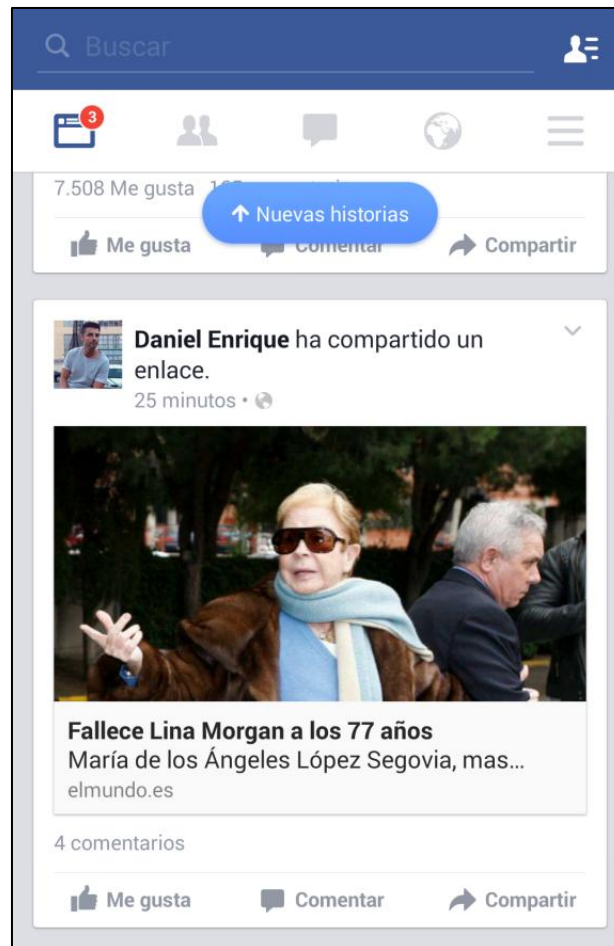 Buscar
3
7.508 Me gusta
↑ Nuevas historias
Me gusta Comentar Compartir
Daniel Enrique ha compartido un
enlace.
25 minutos •
Fallece Lina Morgan a los 77 años
María de los Ángeles López Segovia, mas...
elmundo.es
4 comentarios
Me gusta Comentar Compartir